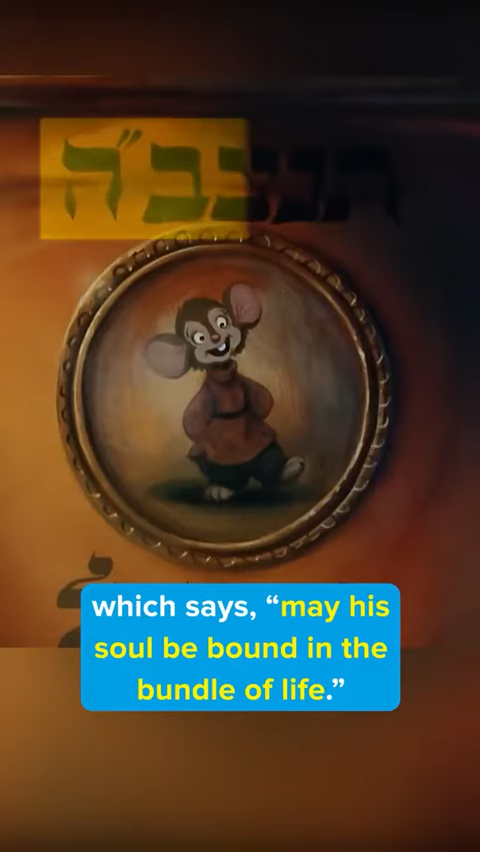 תנצב"ה
which says, “may his
soul be bound in the
bundle of life.”